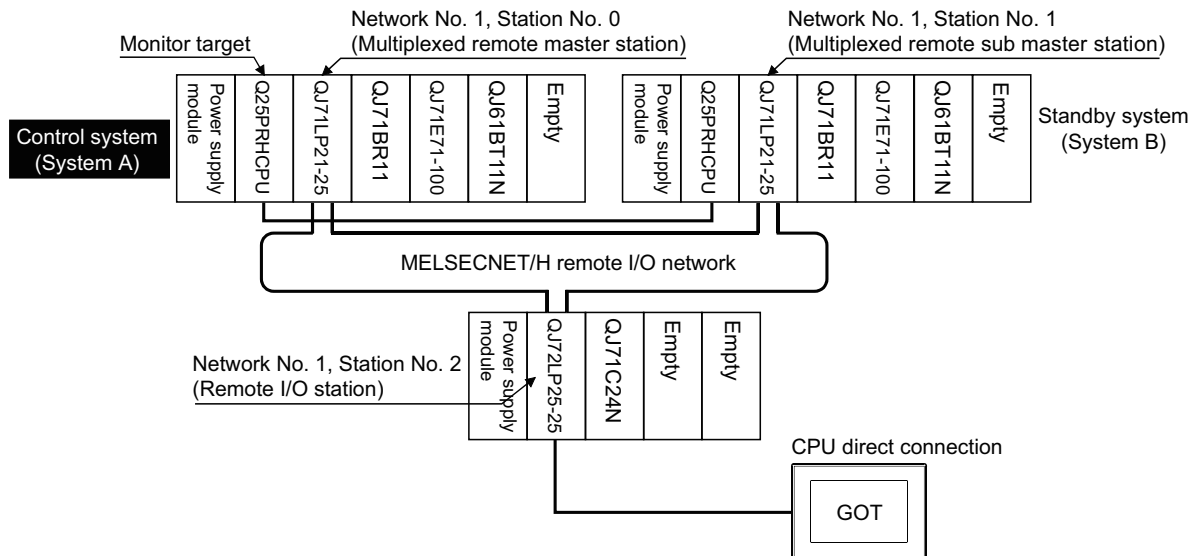 Network No. 1, Station No. 0
(Multiplexed remote master station)
Network No. 1, Station No. 1
(Multiplexed remote sub master station)
Monitor target
Control system
(System A)
Power supply
module
Q25PRHCPU
QJ71LP21-25
QJ71BR11
QJ71E71-100
QJ61BT11N
Empty
Power supply
module
Q25PRHCPU
QJ71LP21-25
QJ71BR11
QJ71E71-100
QJ61BT11N
Empty
Standby system
(System B)
MELSECNET/H remote I/O network
Network No. 1, Station No. 2
(Remote I/O station)
Power supply
module
QJ72LP25-25
QJ71C24N
Empty
Empty
CPU direct connection
GOT